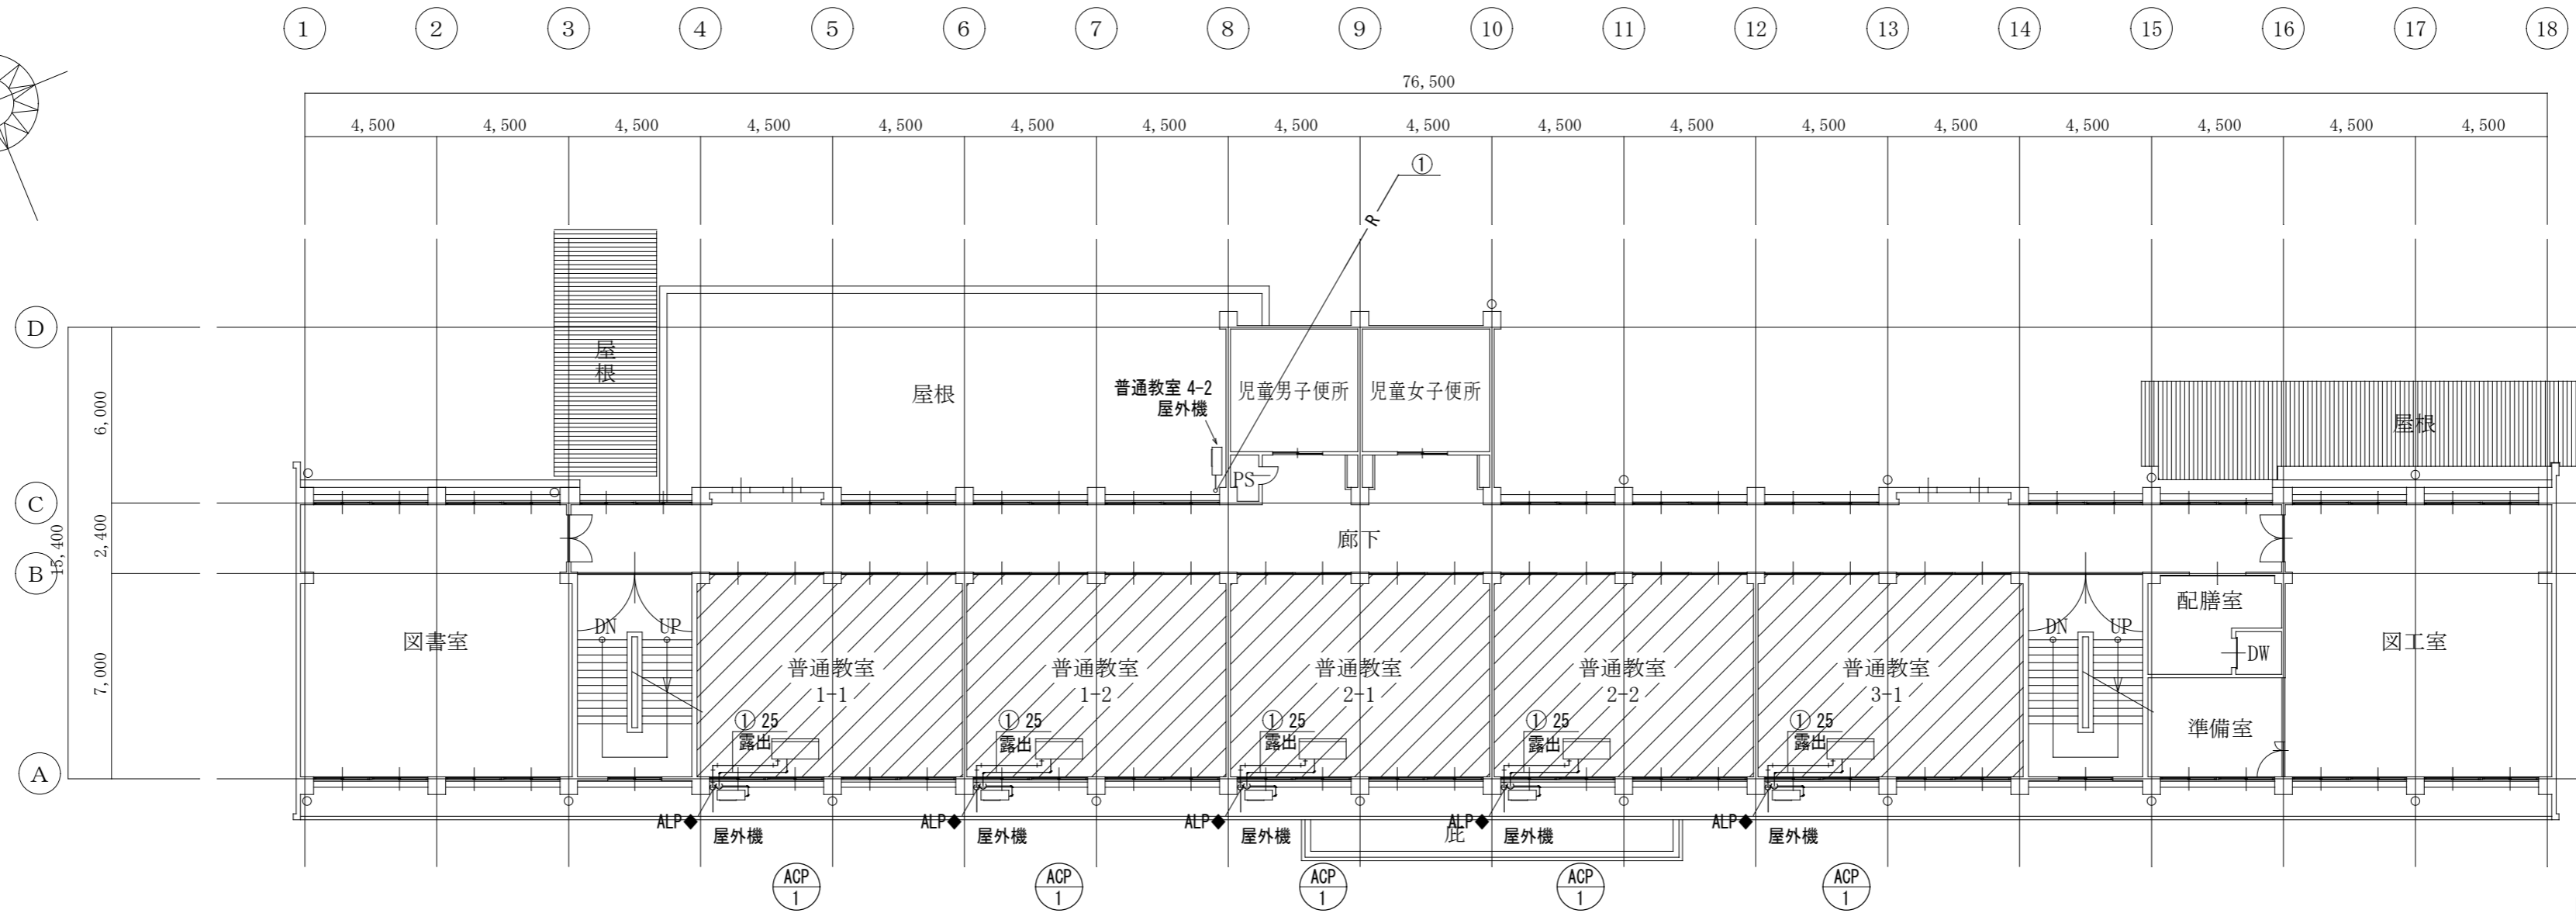 1 2 3 4 5 6 7 8 9 10 11 12 13 14 15 16 17 18
76,500
4,500 4,500 4,500 4,500 4,500 4,500 4,500 4,500 4,500 4,500 4,500 4,500 4,500 4,500 4,500 4,500 4,500
①
R
D
屋根
屋根
普通教室 4-2
屋外機
児童男子便所
児童女子便所
屋根
6,000
PS
C
2,400
15,400
廊下
B
図書室
DN UP
DN UP
配膳室
DW
図工室
7,000
普通教室
1-1
普通教室
1-2
普通教室
2-1
普通教室
2-2
普通教室
3-1
準備室
① 25
露出
① 25
露出
① 25
露出
① 25
露出
① 25
露出
A
ALP◆
屋外機
ALP◆
屋外機
ALP◆
屋外機
ALP◆
屋外機
ALP◆
屋外機
庇
ACP
1
ACP
1
ACP
1
ACP
1
ACP
1